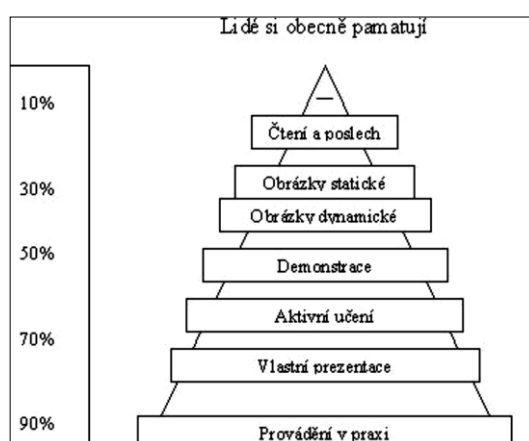 Lidé si obecně pamatují
10%
Čtení a poslech
Obrázky statické
30%
Obrázky dynamické
50%
Demonstrace
Aktivní učení
70%
Vlastní prezentace
90%
Provádění v praxi